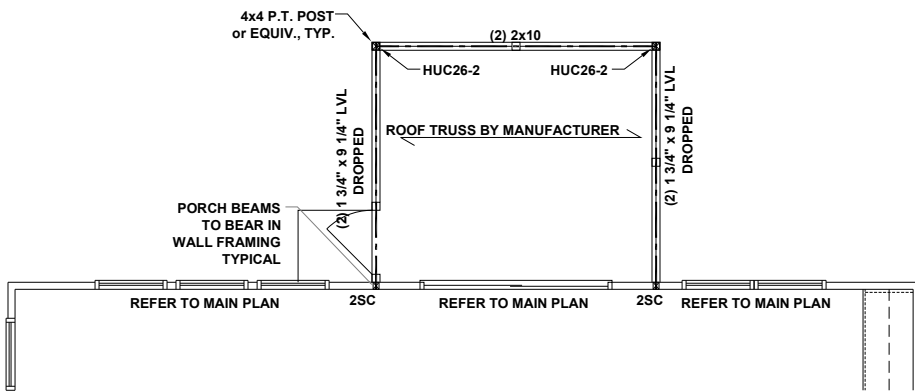 4x4 P.T. POST
or EQUIV., TYP.
(2) 2x10
HUC26-2
HUC26-2
(2) 1 3/4" x 9 1/4" LVL
DROPPED
ROOF TRUSS BY MANUFACTURER
(2) 1 3/4" x 9 1/4" LVL
DROPPED
PORCH BEAMS
TO BEAR IN
WALL FRAMING
TYPICAL
REFER TO MAIN PLAN
2SC
REFER TO MAIN PLAN
2SC
REFER TO MAIN PLAN